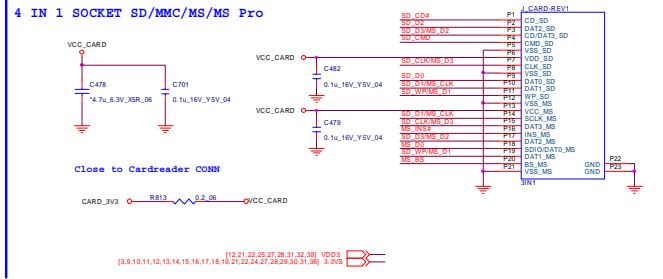 4 IN 1 SOCKET SD/MMC/MS/MS Pro
J_CARD-REV1
VCC_CARD
C478
*4.7u_6.3V_X5R_06
C701
0.1u_16V_Y5V_04
VCC_CARD
C482
0.1u_16V_Y5V_04
VCC_CARD
C479
0.1u_16V_Y5V_04
SD_CD# P1 CD_SD
SD_D2 P2 DAT2_SD
SD_D3/MS_D2 P3 CD/DAT3_SD
SD_CMD P4 CMD_SD
P5 VSS_SD
P6 VDD_SD
SD_CLK/MS_D3 P7 CLK_SD
P8 VSS_SD
SD_D0 P9 DAT0_SD
SD_D1/MS_CLK P10 DAT1_SD
SD_WP/MS_D1 P11 WP_SD
P12 VSS_MS
P13 VCC_MS
SD_D1/MS_CLK P14 SCLK_MS
SD_CLK/MS_D3 P15 DAT3_MS
MS_INS# P16 INS_MS
SD_D3/MS_D2 P17 DAT2_MS
MS_D0 P18 SDIO/DAT0_MS
SD_WP/MS_D1 P19 DAT1_MS
MS_BS P20 BS_MS GND P22
P21 VSS_MS GND P23
3IN1
Close to Cardreader CONN
CARD_3V3 R813 0.2_06 VCC_CARD
[12,21,22,25,27,28,31,32,38] VDD3
[3,9,10,11,12,13,14,15,16,17,18,19,21,22,24,27,28,29,30,31,36] 3.3VS